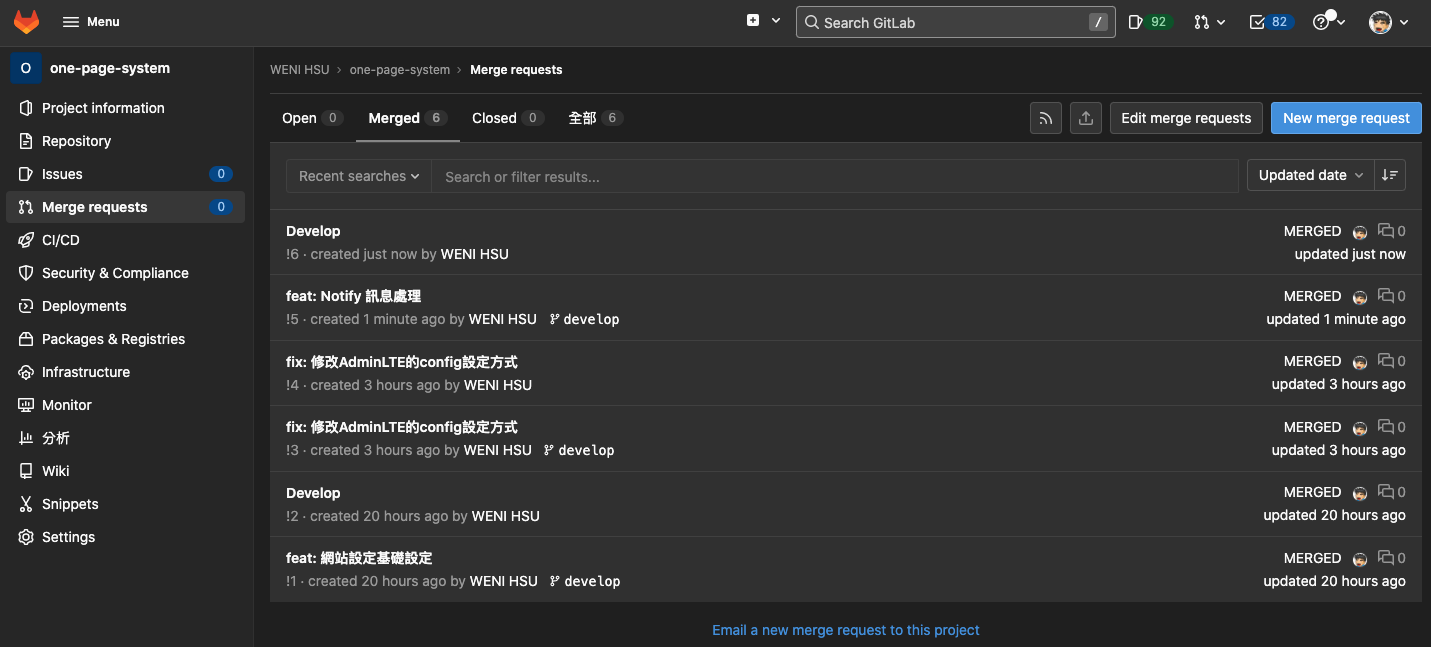 Menu
Search GitLab /
92
82
O one-page-system
Project information
Repository
Issues 0
Merge requests 0
CI/CD
Security & Compliance
Deployments
Packages & Registries
Infrastructure
Monitor
分析
Wiki
Snippets
Settings
WENI HSU › one-page-system › Merge requests
Open 0 Merged 6 Closed 0 全部 6
Edit merge requests New merge request
Recent searches Search or filter results... Updated date
Develop MERGED 0
!6 · created just now by WENI HSU updated just now
feat: Notify 訊息處理 MERGED 0
!5 · created 1 minute ago by WENI HSU develop updated 1 minute ago
fix: 修改AdminLTE的config設定方式 MERGED 0
!4 · created 3 hours ago by WENI HSU updated 3 hours ago
fix: 修改AdminLTE的config設定方式 MERGED 0
!3 · created 3 hours ago by WENI HSU develop updated 3 hours ago
Develop MERGED 0
!2 · created 20 hours ago by WENI HSU updated 20 hours ago
feat: 網站設定基礎設定 MERGED 0
!1 · created 20 hours ago by WENI HSU develop updated 20 hours ago
Email a new merge request to this project